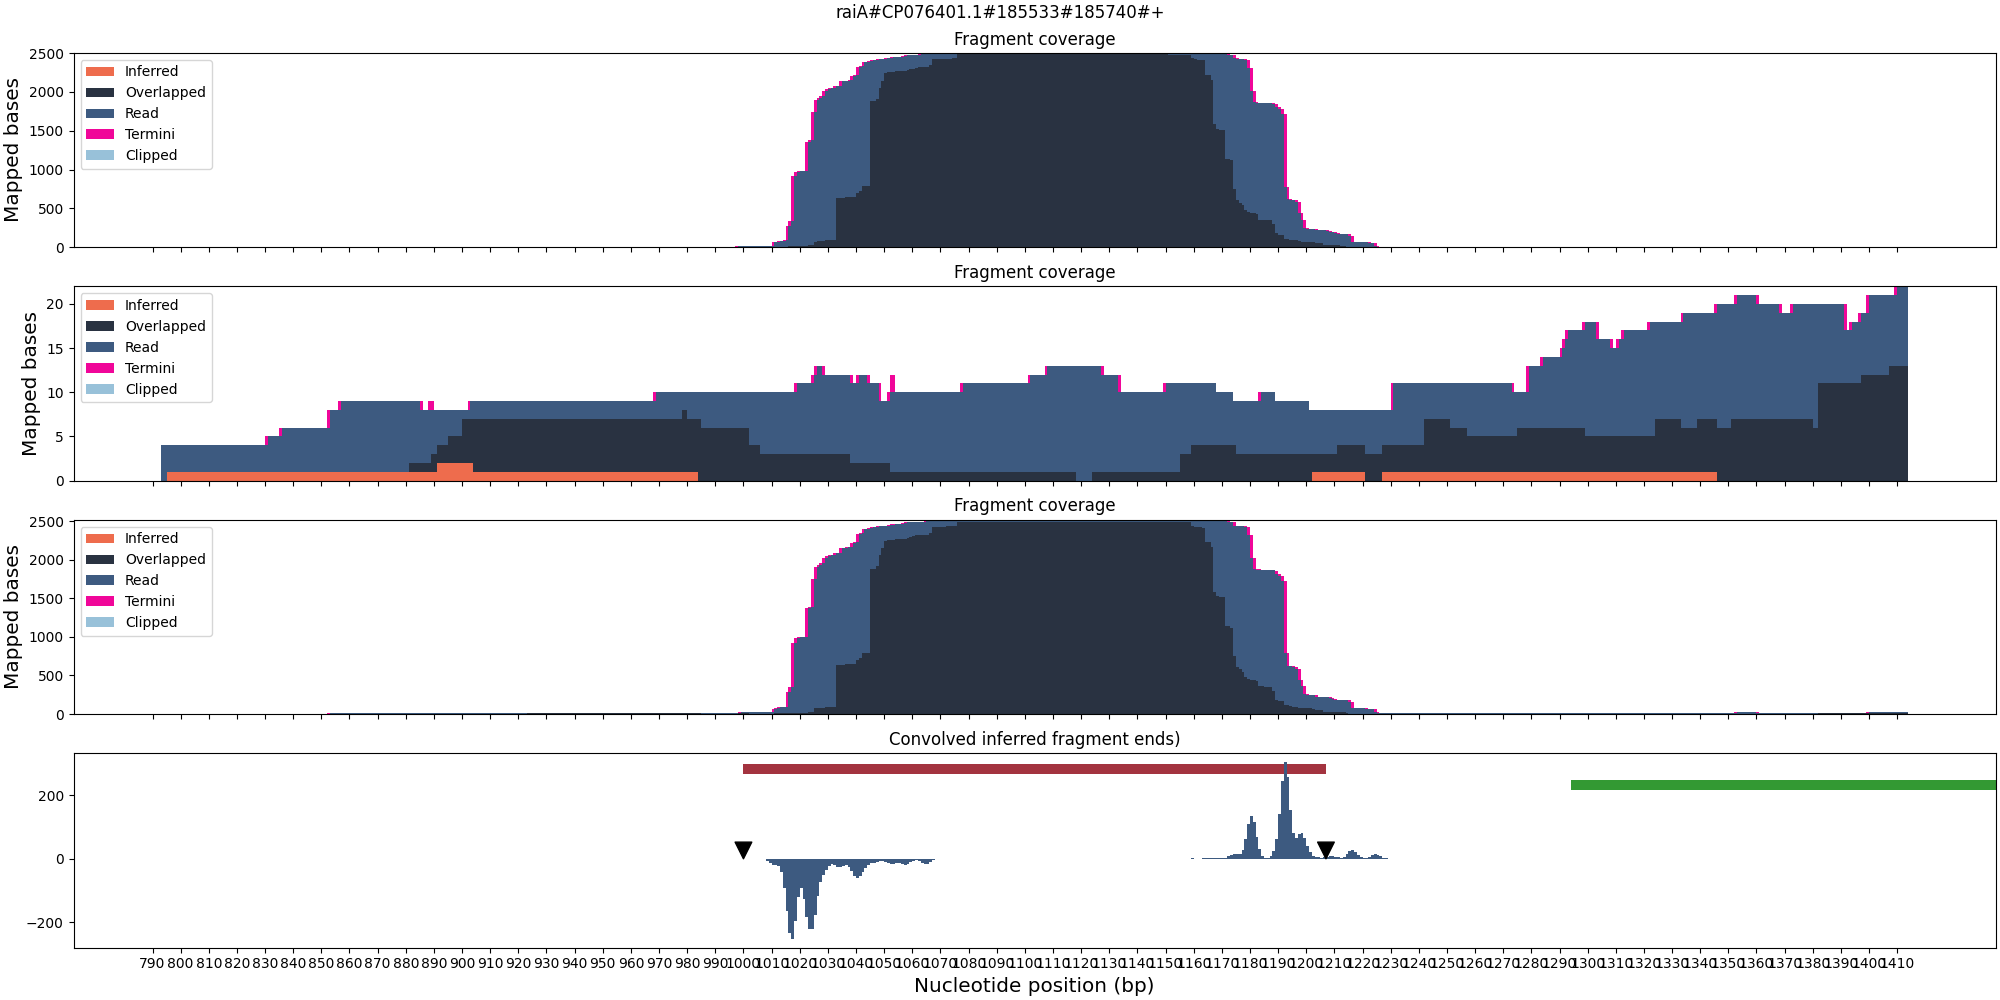 raiA#CP076401.1#185533#185740#+
Fragment coverage
Mapped bases
2500
2000
1500
1000
500
0
Inferred
Overlapped
Read
Termini
Clipped
Fragment coverage
Mapped bases
20
15
10
5
0
Inferred
Overlapped
Read
Termini
Clipped
Fragment coverage
Mapped bases
2500
2000
1500
1000
500
0
Inferred
Overlapped
Read
Termini
Clipped
Convolved inferred fragment ends)
200
0
−200
790 800 810 820 830 840 850 860 870 880 890 900 910 920 930 940 950 960 970 980 990 1000 1010 1020 1030 1040 1050 1060 1070 1080 1090 1100 1110 1120 1130 1140 1150 1160 1170 1180 1190 1200 1210 1220 1230 1240 1250 1260 1270 1280 1290 1300 1310 1320 1330 1340 1350 1360 1370 1380 1390 1400 1410
Nucleotide position (bp)